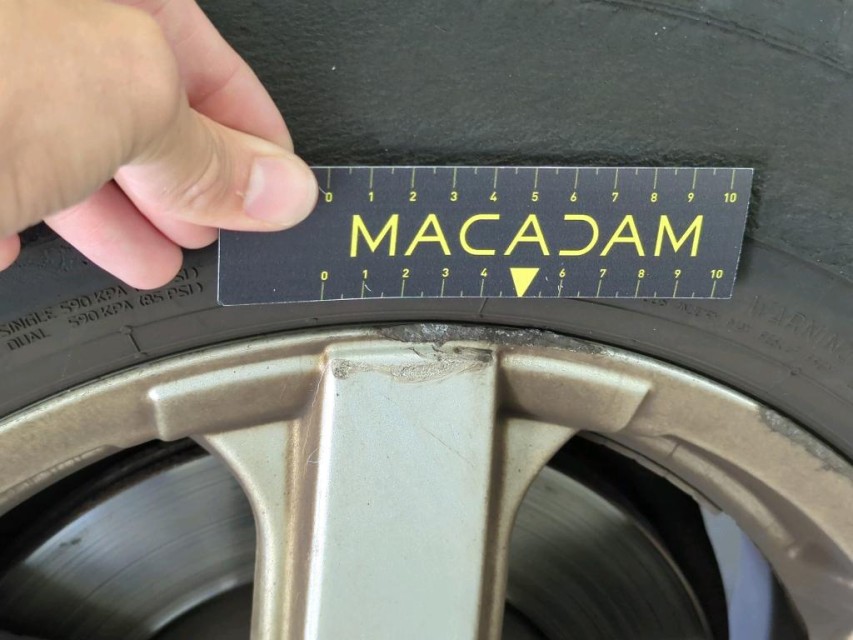 0 1 2 3 4 5 6 7 8 9 10
MACADAM
0 1 2 3 4 6 7 8 9 10
SINGLE 590 KPA (85 PSI)
DUAL 590 KPA (85 PSI)